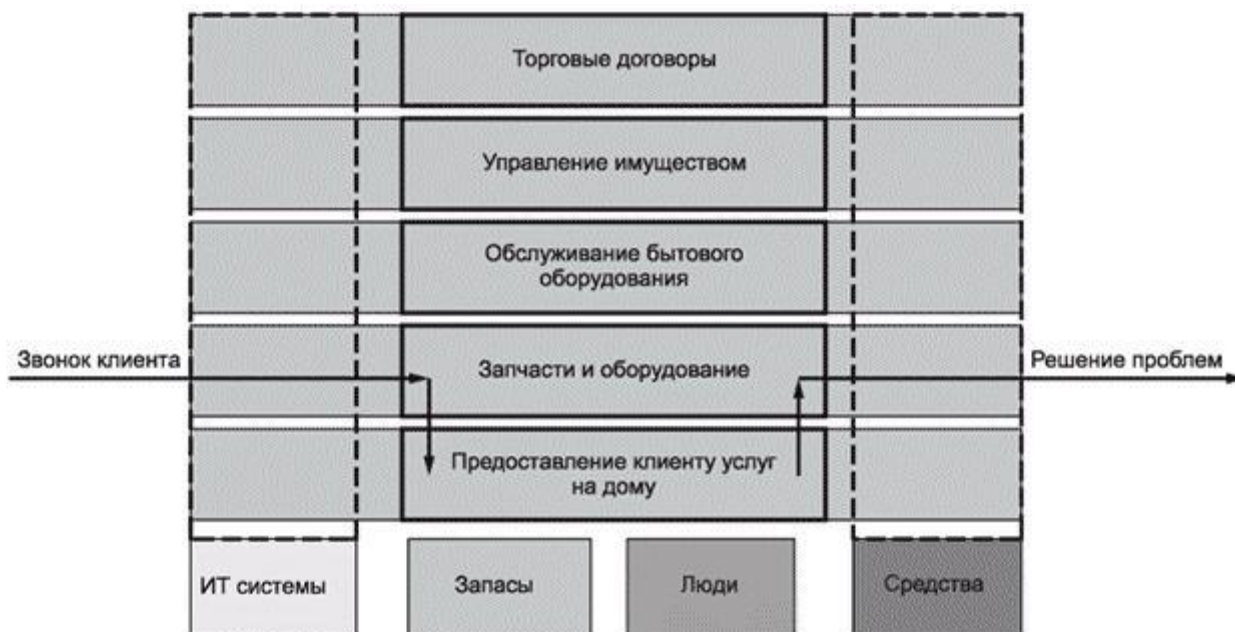 Торговые договоры
Управление имуществом
Обслуживание бытового
оборудования
Звонок клиента
Запчасти и оборудование
Решение проблем
Предоставление клиенту услуг
на дому
ИТ системы
Запасы
Люди
Средства